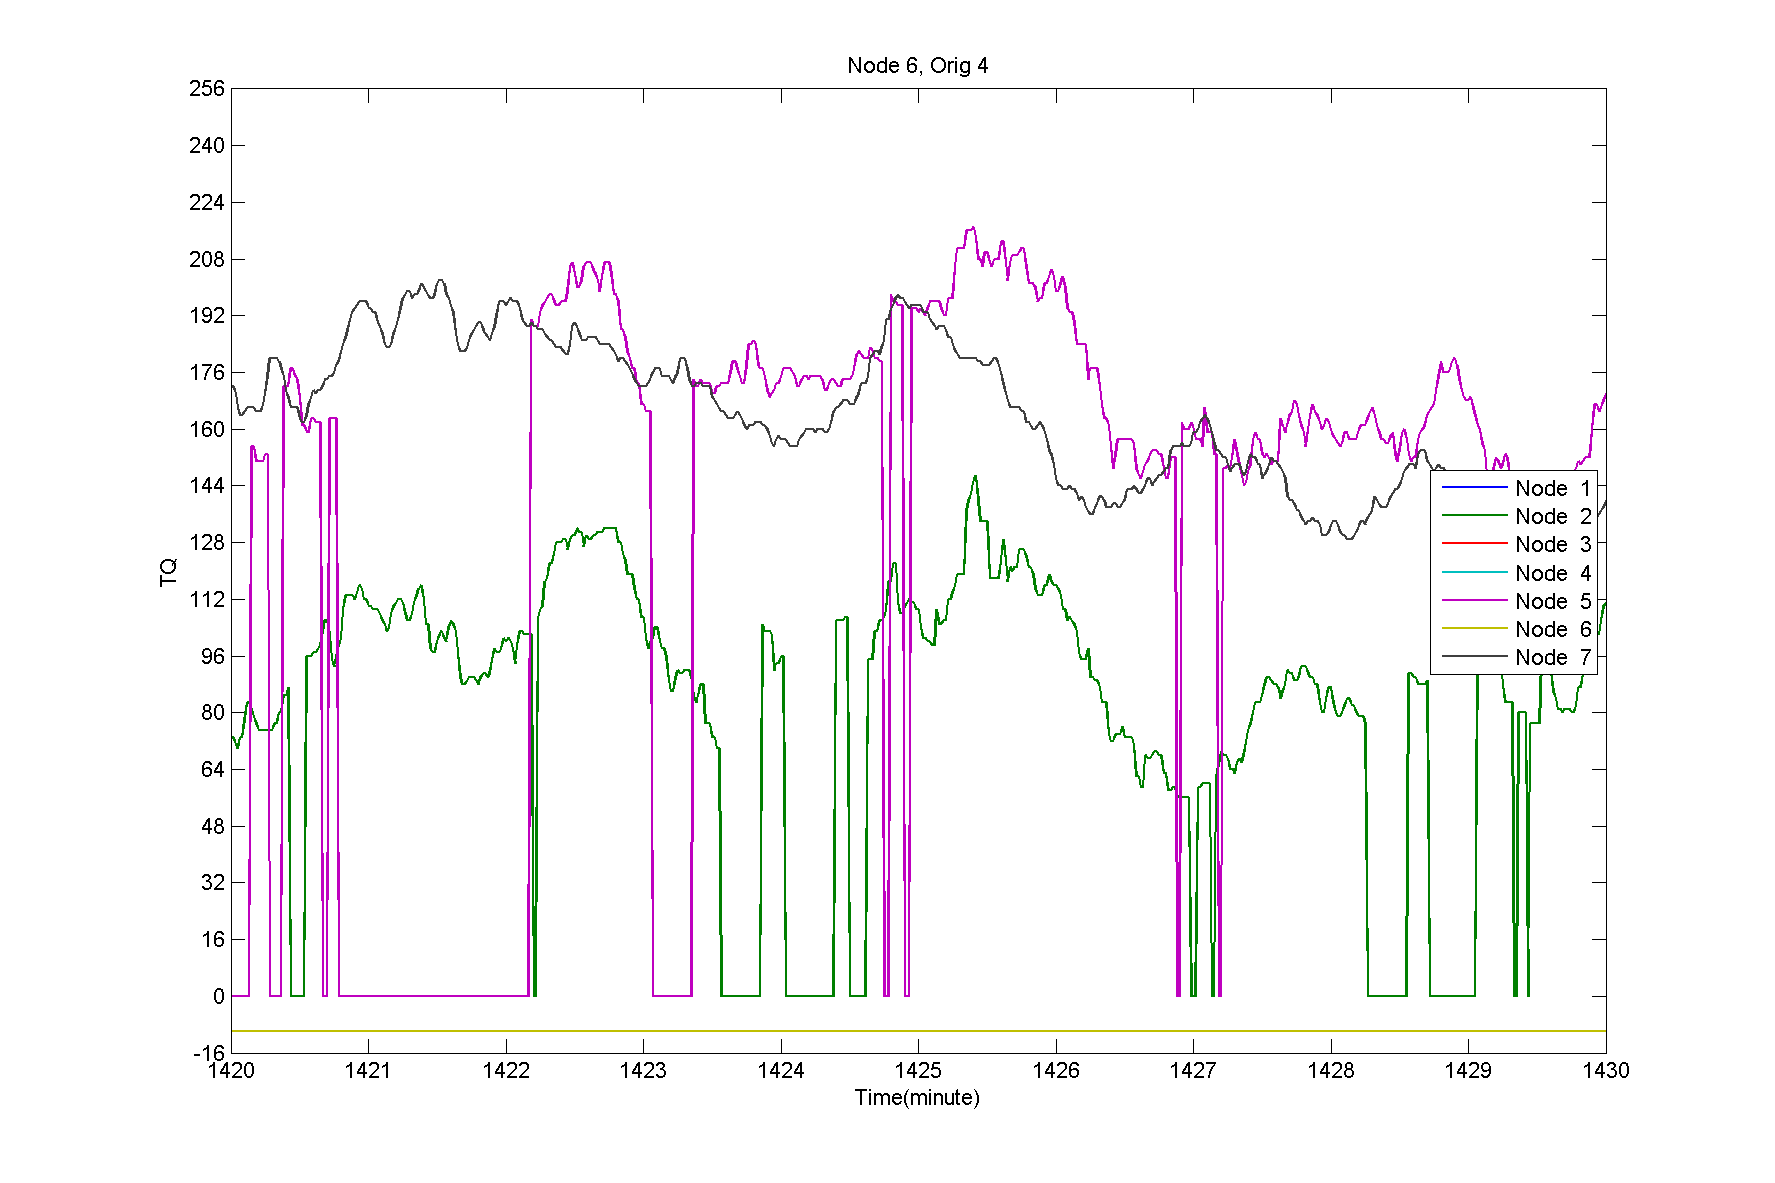 Node 6, Orig 4
256
240
224
208
192
176
160
144
128
112
96
80
64
48
32
16
0
-16
TQ
Node 1
Node 2
Node 3
Node 4
Node 5
Node 6
Node 7
1420 1421 1422 1423 1424 1425 1426 1427 1428 1429 1430
Time(minute)